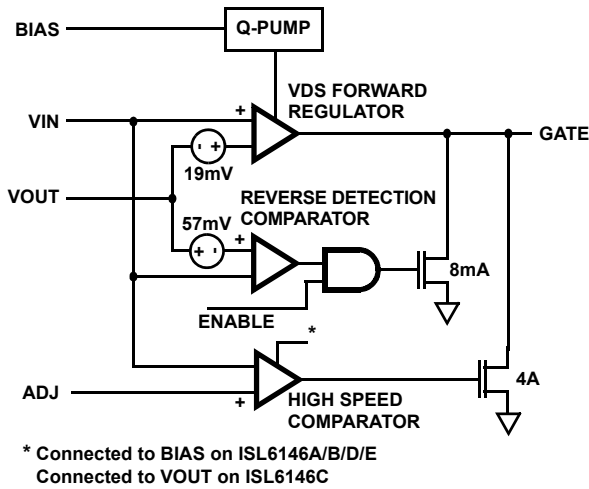 BIAS
Q-PUMP
VDS FORWARD
REGULATOR
VIN
+
GATE
- +
19mV
VOUT
REVERSE DETECTION
COMPARATOR
57mV
+ -
+
8mA
ENABLE
*
ADJ
+
HIGH SPEED
COMPARATOR
4A
* Connected to BIAS on ISL6146A/B/D/E
Connected to VOUT on ISL6146C